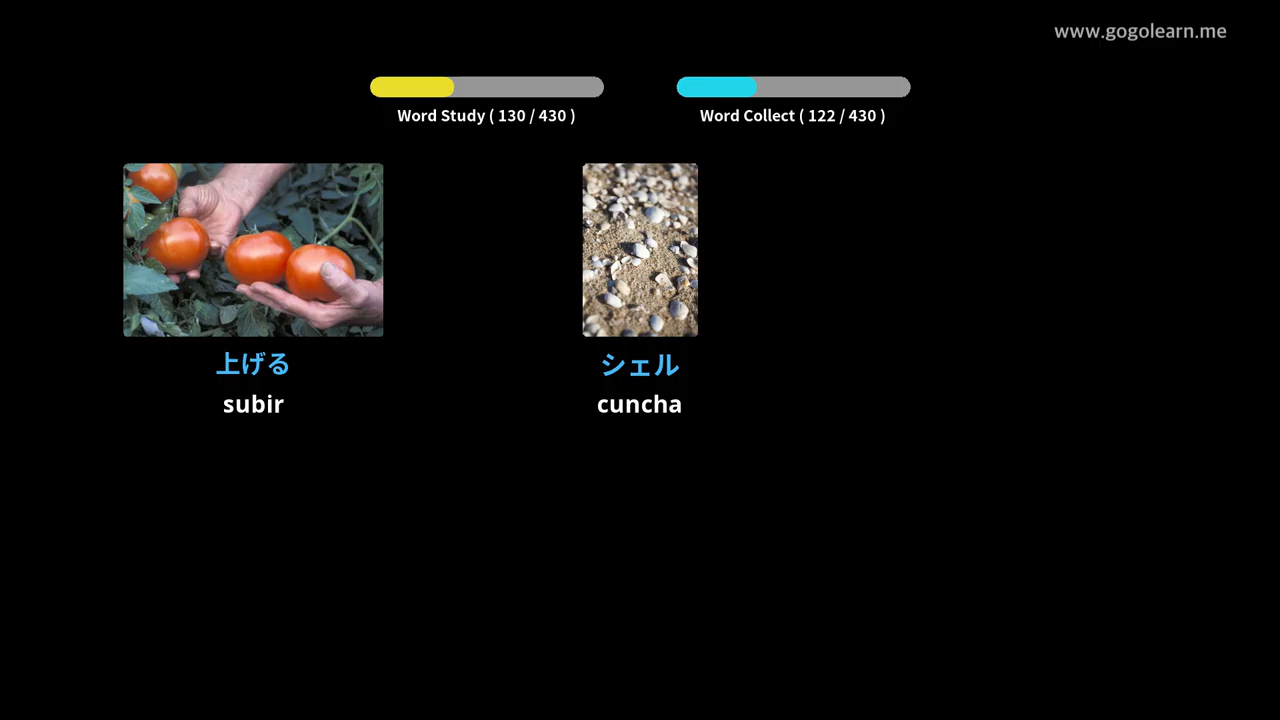 www.gogolearn.me
Word Study ( 130 / 430 )
Word Collect ( 122 / 430 )
上げる
シェル
subir
cuncha